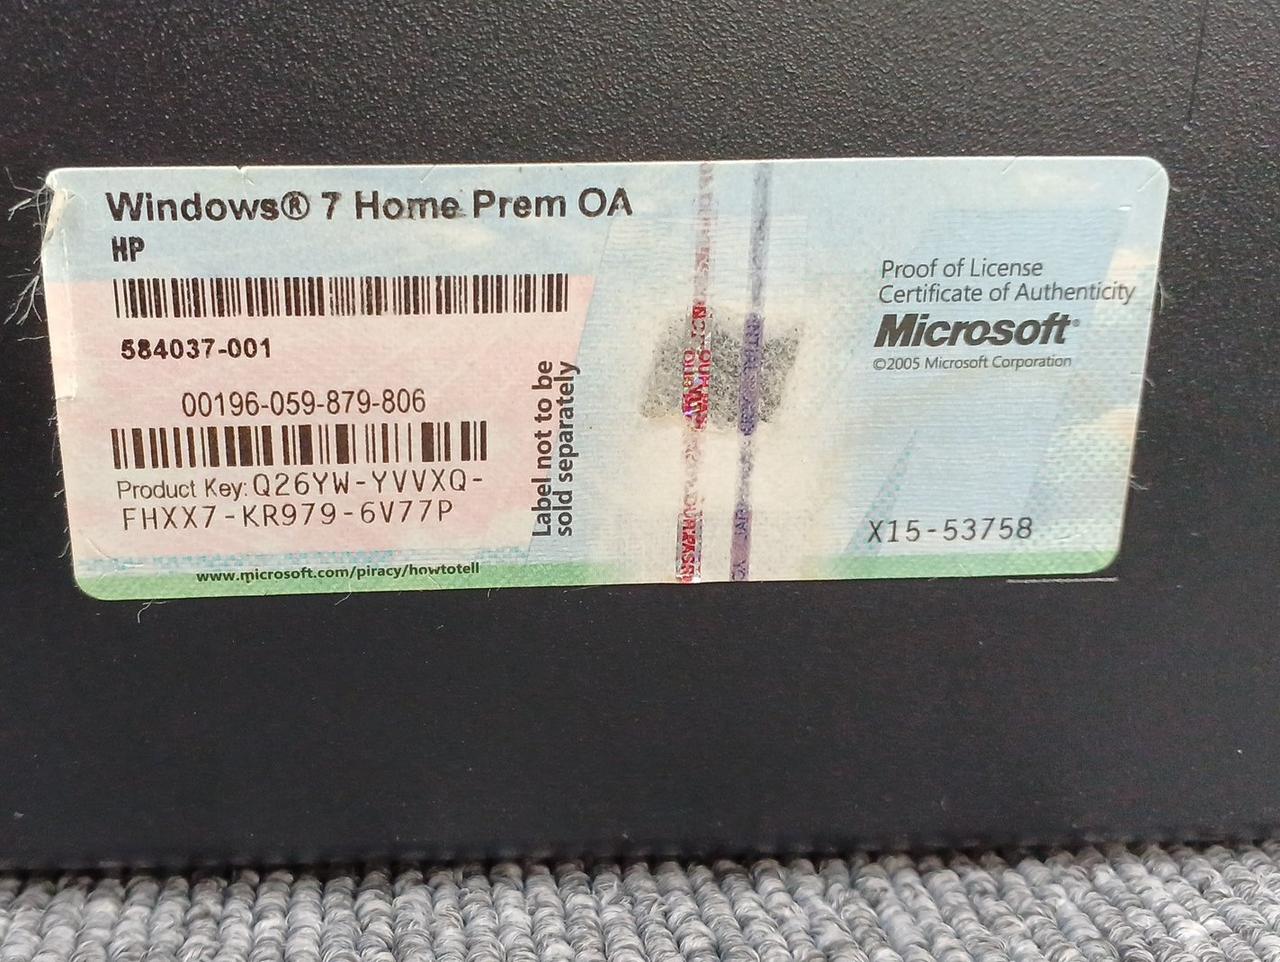 Windows® 7 Home Prem OA
HP
584037-001
00196-059-879-806
Product Key: Q26YW-YVVXQ-
FHXX7-KR979-6V77P
www.microsoft.com/piracy/howtotell
Label not to be
sold separately
Proof of License
Certificate of Authenticity
Microsoft®
©2005 Microsoft Corporation
X15-53758